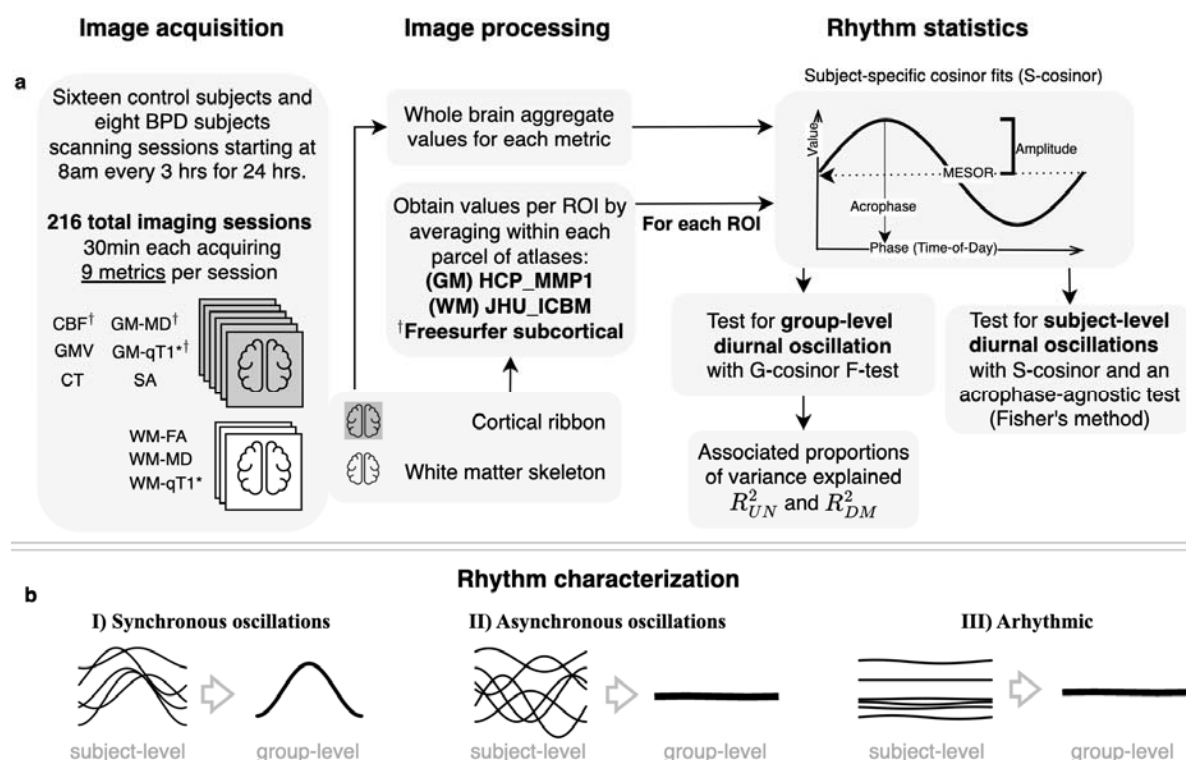 Image acquisition
Image processing
Rhythm statistics
a
Sixteen control subjects and
eight BPD subjects
scanning sessions starting at
8am every 3 hrs for 24 hrs.
216 total imaging sessions
30min each acquiring
9 metrics per session
CBF† GM-MD†
GMV GM-qT1*†
CT SA
WM-FA
WM-MD
WM-qT1*
Whole brain aggregate
values for each metric
Obtain values per ROI by
averaging within each
parcel of atlases:
(GM) HCP_MMP1
(WM) JHU_ICBM
†Freesurfer subcortical
Cortical ribbon
White matter skeleton
For each ROI
Subject-specific cosinor fits (S-cosinor)
Value
Amplitude
MESOR
Acrophase
Phase (Time-of-Day)
Test for group-level
diurnal oscillation
with G-cosinor F-test
Associated proportions
of variance explained
R²UN and R²DM
Test for subject-level
diurnal oscillations
with S-cosinor and an
acrophase-agnostic test
(Fisher's method)
b
Rhythm characterization
I) Synchronous oscillations
II) Asynchronous oscillations
III) Arhythmic
subject-level
group-level
subject-level
group-level
subject-level
group-level